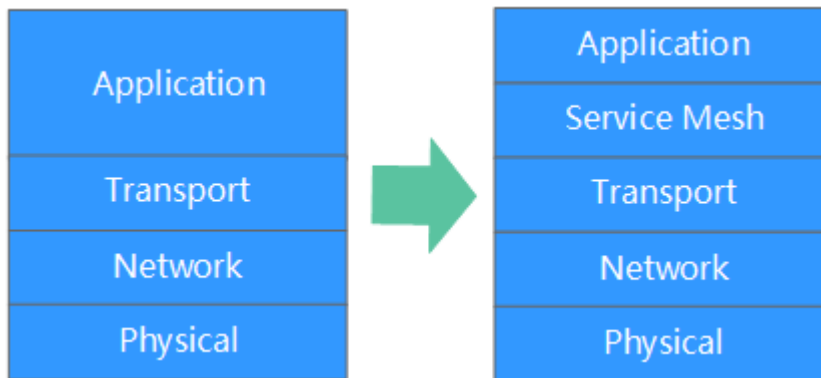 Application
Transport
Network
Physical
Application
Service Mesh
Transport
Network
Physical